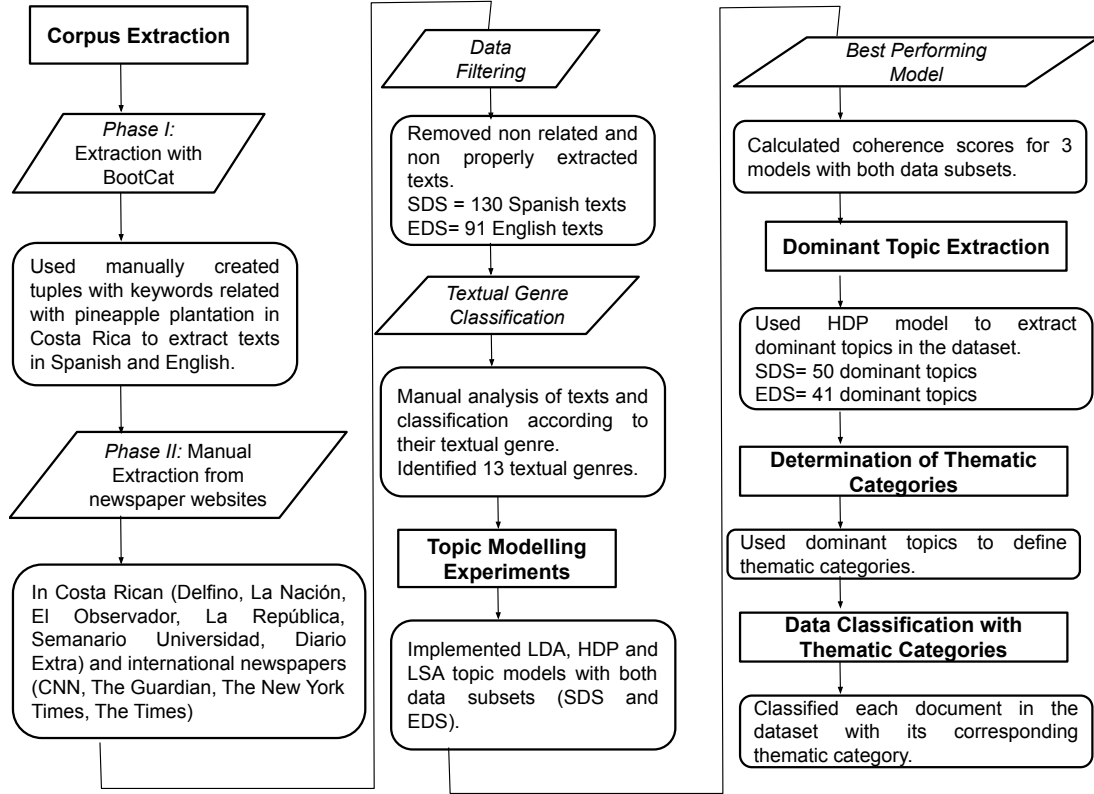 Corpus Extraction
Phase I:
Extraction with
BootCat
Used manually created
tuples with keywords related
with pineapple plantation in
Costa Rica to extract texts
in Spanish and English.
Phase II: Manual
Extraction from
newspaper websites
In Costa Rican (Delfino, La Nación,
El Observador, La República,
Semanario Universidad, Diario
Extra) and international newspapers
(CNN, The Guardian, The New York
Times, The Times)
Data
Filtering
Removed non related and
non properly extracted
texts.
SDS = 130 Spanish texts
EDS= 91 English texts
Textual Genre
Classification
Manual analysis of texts and
classification according to
their textual genre.
Identified 13 textual genres.
Topic Modelling
Experiments
Implemented LDA, HDP and
LSA topic models with both
data subsets (SDS and
EDS).
Best Performing
Model
Calculated coherence scores for 3
models with both data subsets.
Dominant Topic Extraction
Used HDP model to extract
dominant topics in the dataset.
SDS= 50 dominant topics
EDS= 41 dominant topics
Determination of Thematic
Categories
Used dominant topics to define
thematic categories.
Data Classification with
Thematic Categories
Classified each document in the
dataset with its corresponding
thematic category.